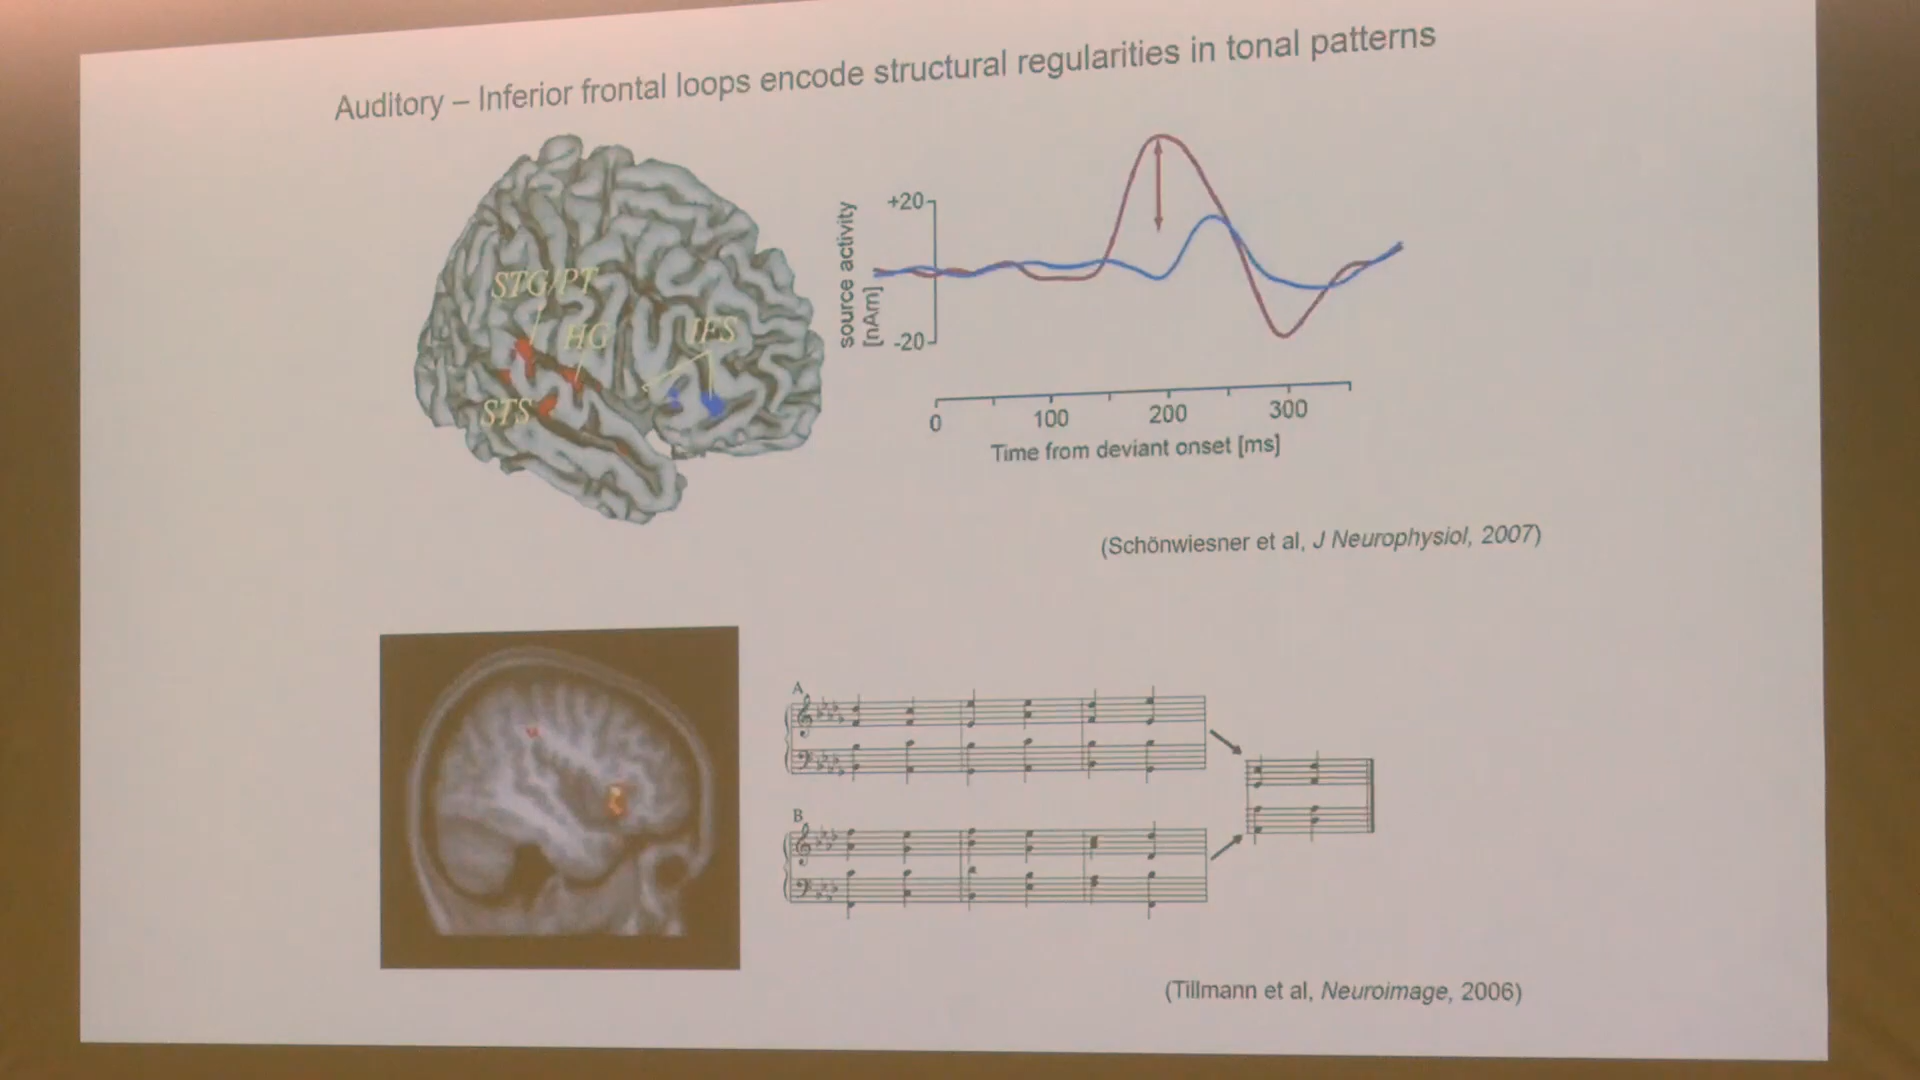 Auditory – Inferior frontal loops encode structural regularities in tonal patterns
STG/PT
HG
IFS
STS
source activity
[nAm]
+20
-20
0
100
200
300
Time from deviant onset [ms]
(Schönwiesner et al, J Neurophysiol, 2007)
A
B
(Tillmann et al, Neuroimage, 2006)